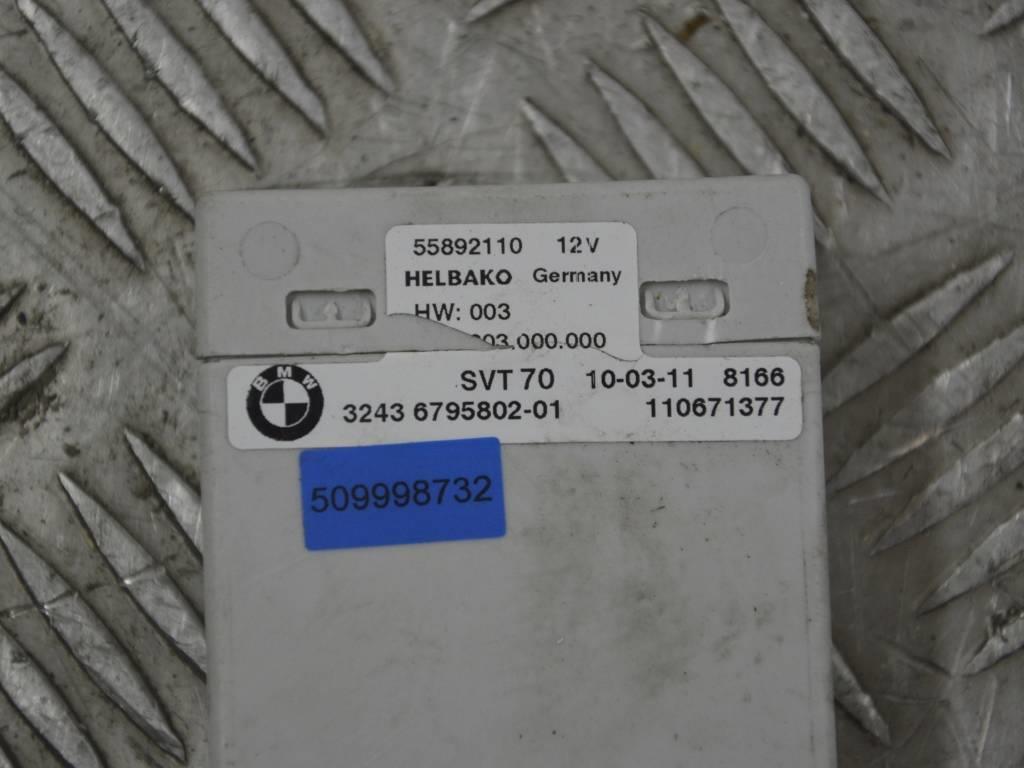 55892110 12V
HELBAKO Germany
HW: 003
03.000.000
BMW SVT 70 10-03-11 8166
3243 6795802-01 110671377
509998732